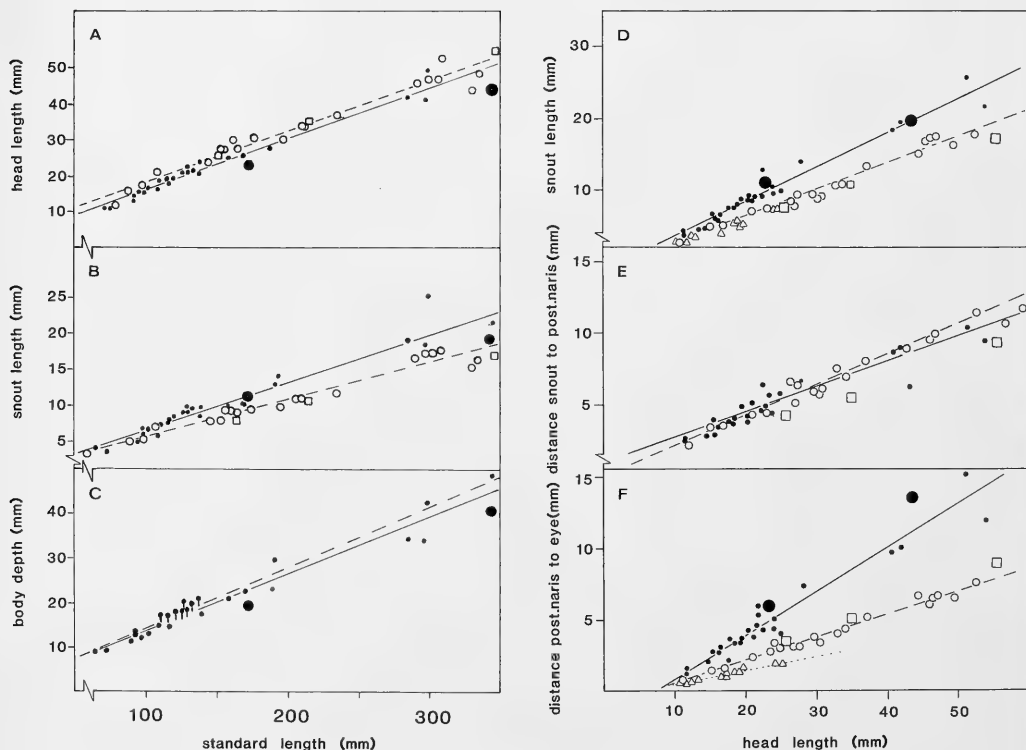 A
head length (mm)
50
40
30
20
10
B
snout length (mm)
25
20
15
10
5
C
body depth (mm)
40
30
20
10
100
200
300
standard length (mm)
D
snout length (mm)
35
30
20
10
E
distance snout to post.naris (mm)
15
10
5
F
distance post.naris to eye(mm)
15
10
5
0
10
20
30
40
50
head length (mm)